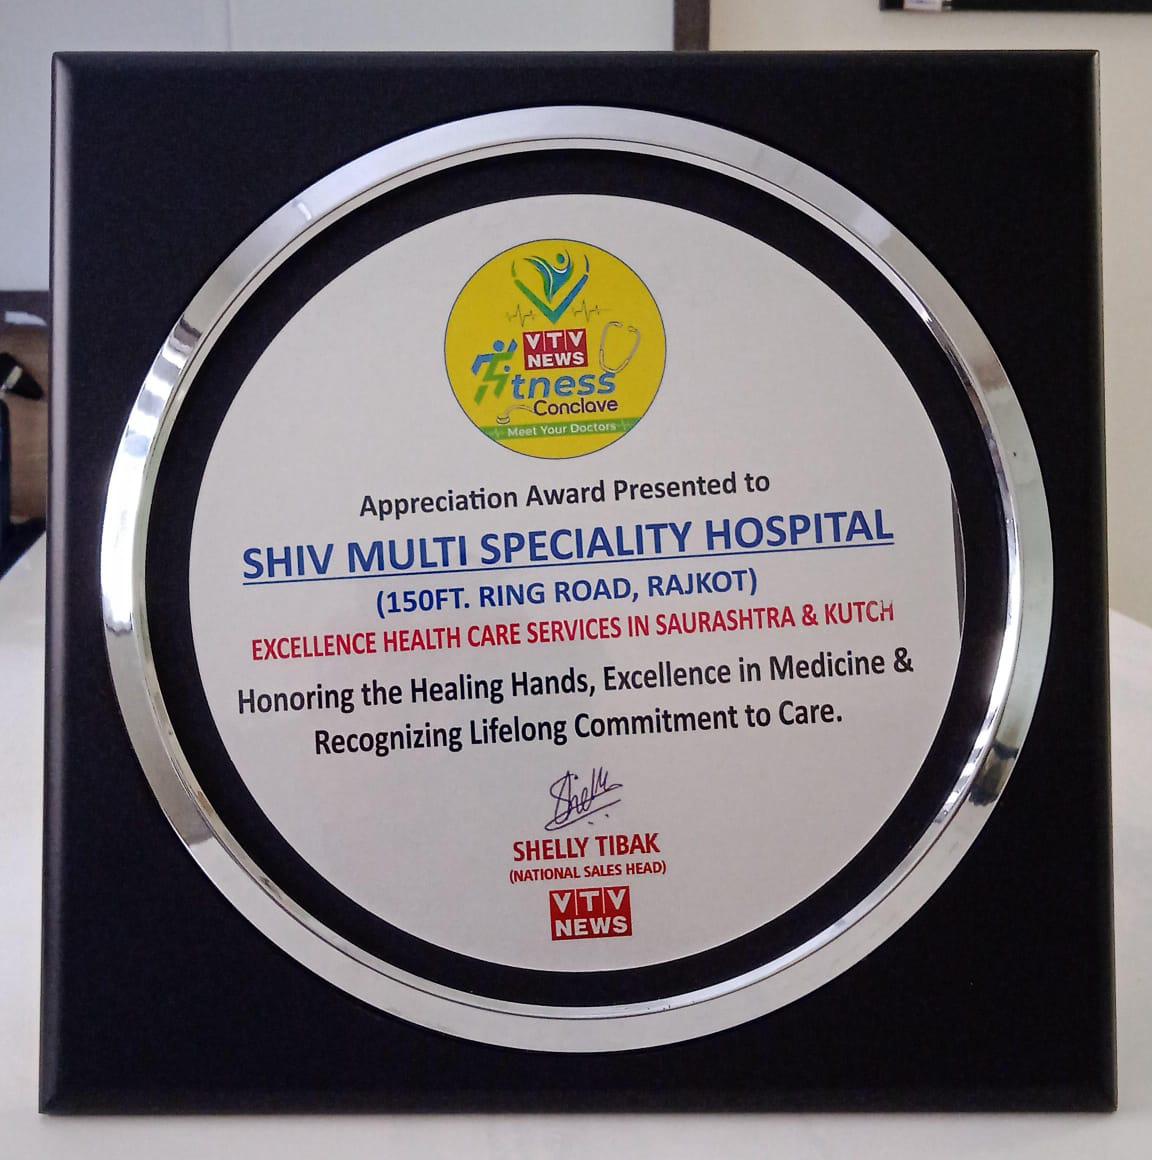 VTV
NEWS
Fitness
Conclave
Meet Your Doctors
Appreciation Award Presented to
SHIV MULTI SPECIALITY HOSPITAL
(150FT. RING ROAD, RAJKOT)
EXCELLENCE HEALTH CARE SERVICES IN SAURASHTRA & KUTCH
Honoring the Healing Hands, Excellence in Medicine &
Recognizing Lifelong Commitment to Care.
Shelly
SHELLY TIBAK
(NATIONAL SALES HEAD)
VTV
NEWS